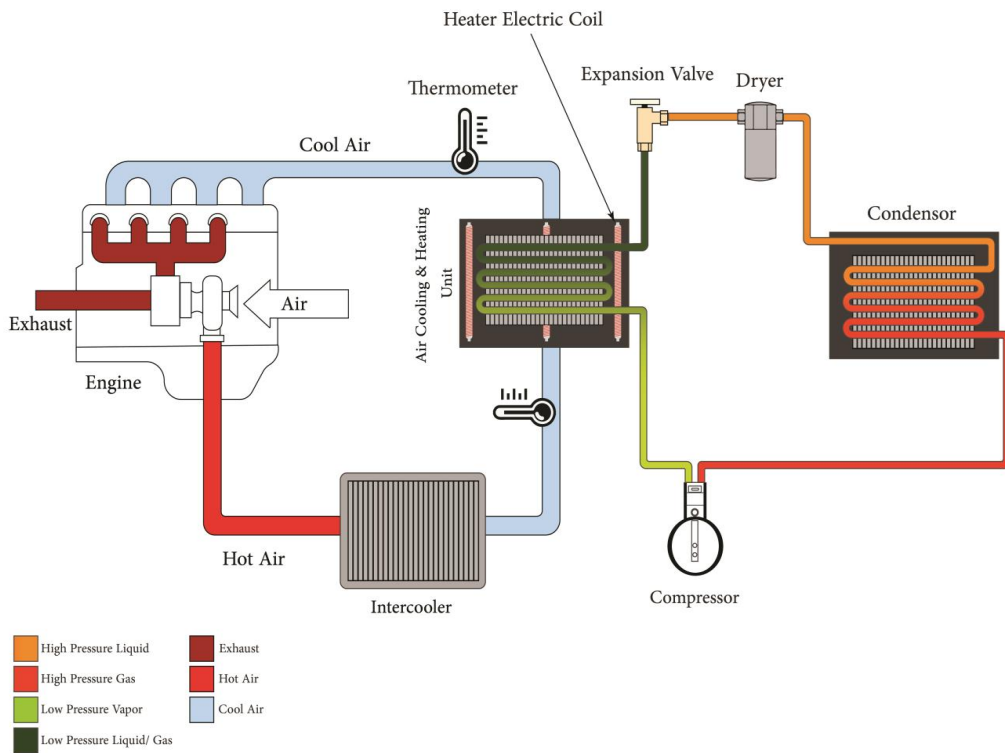 Heater Electric Coil
Expansion Valve
Dryer
Thermometer
Cool Air
Condensor
Air Cooling & Heating
Unit
Air
Exhaust
Engine
Hot Air
Intercooler
Compressor
High Pressure Liquid
High Pressure Gas
Low Pressure Vapor
Low Pressure Liquid/ Gas
Exhaust
Hot Air
Cool Air